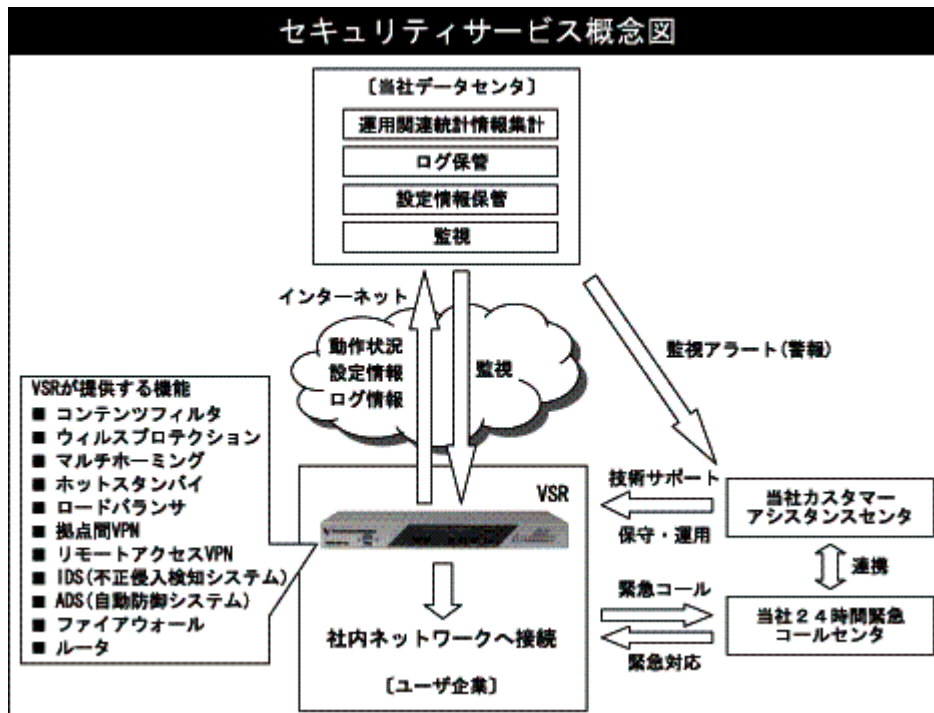 セキュリティサービス概念図
〔当社データセンタ〕
運用関連統計情報集計
ログ保管
設定情報保管
監視
インターネット
動作状況
設定情報
ログ情報
監視
監視アラート(警報)
VSRが提供する機能
■ コンテンツフィルタ
■ ウィルスプロテクション
■ マルチホーミング
■ ホットスタンバイ
■ ロードバランサ
■ 拠点間VPN
■ リモートアクセスVPN
■ IDS(不正侵入検知システム)
■ ADS(自動防御システム)
■ ファイアウォール
■ ルータ
VSR
社内ネットワークへ接続
〔ユーザ企業〕
技術サポート
保守・運用
当社カスタマー
アシスタンスセンタ
連携
緊急コール
緊急対応
当社24時間緊急
コールセンタ